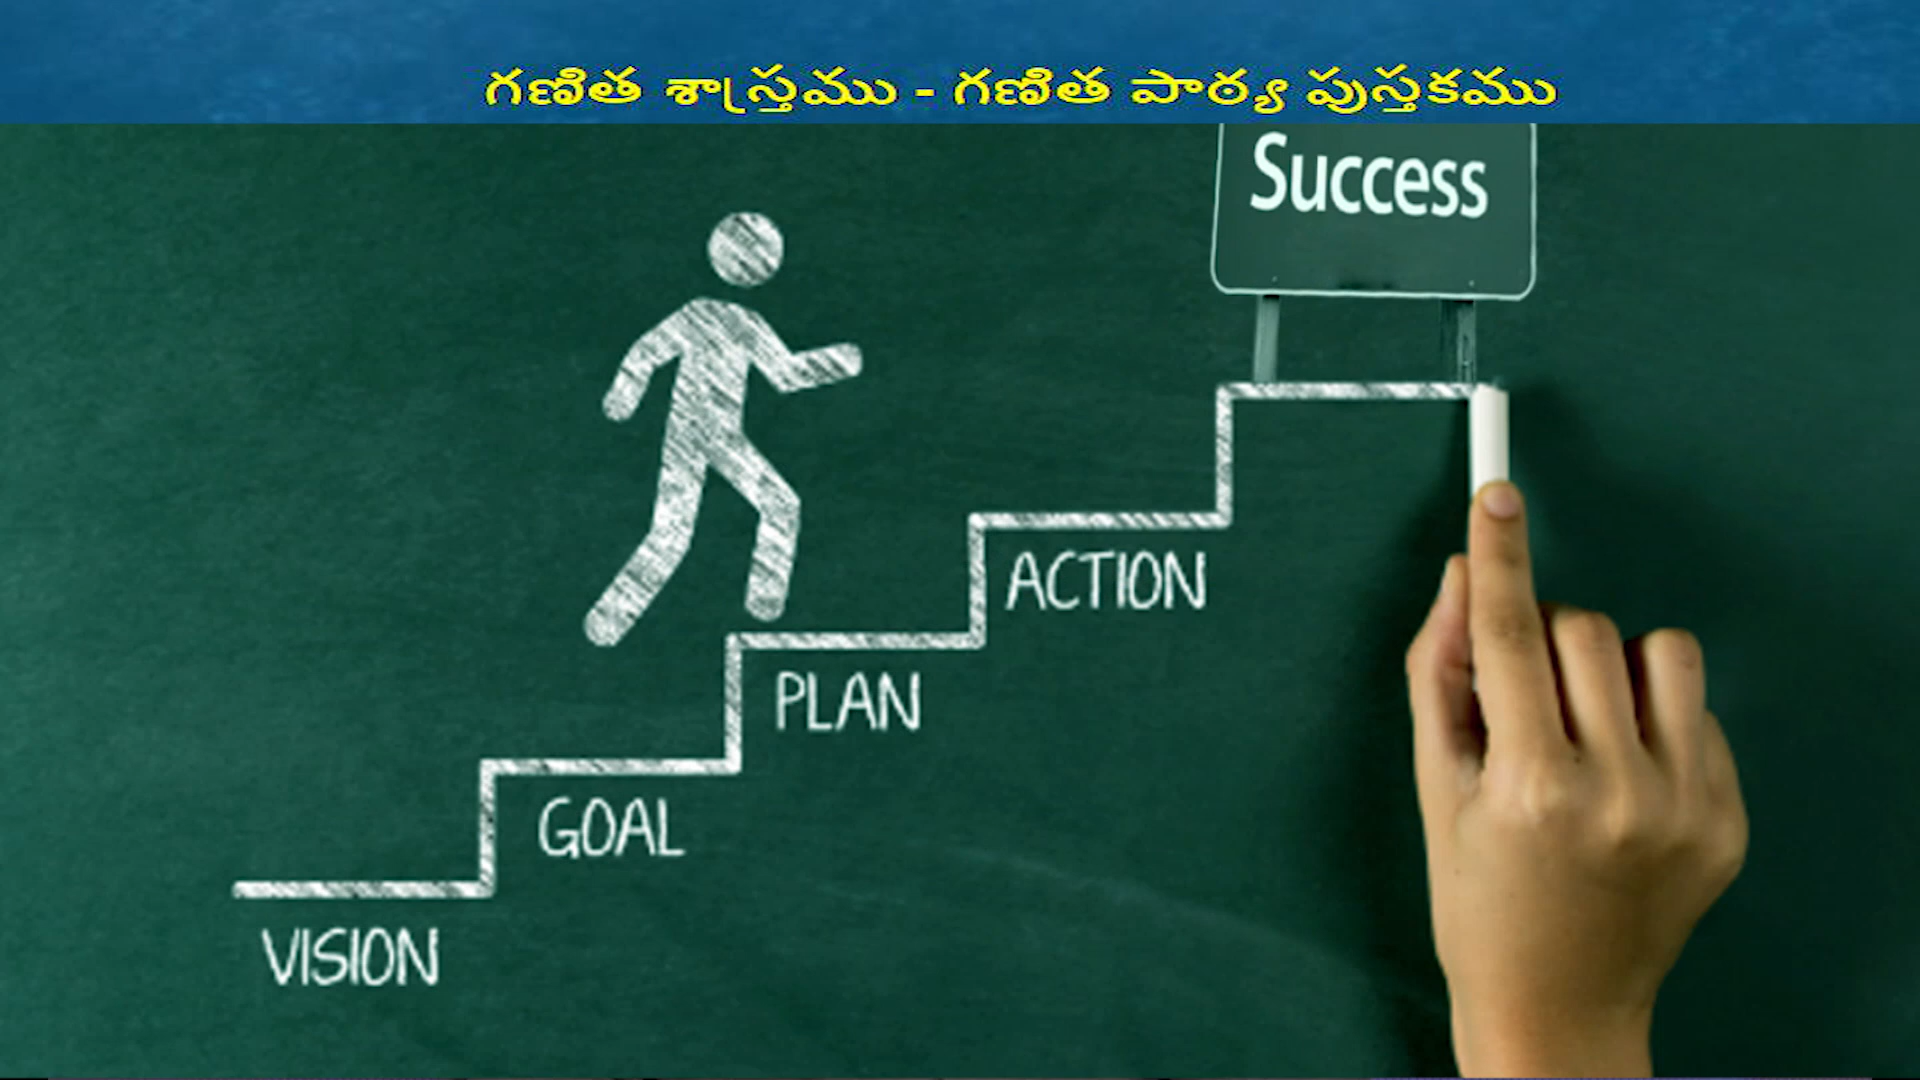 గణిత శాస్త్రము - గణిత పాఠ్య పుస్తకము
Success
ACTION
PLAN
GOAL
VISION